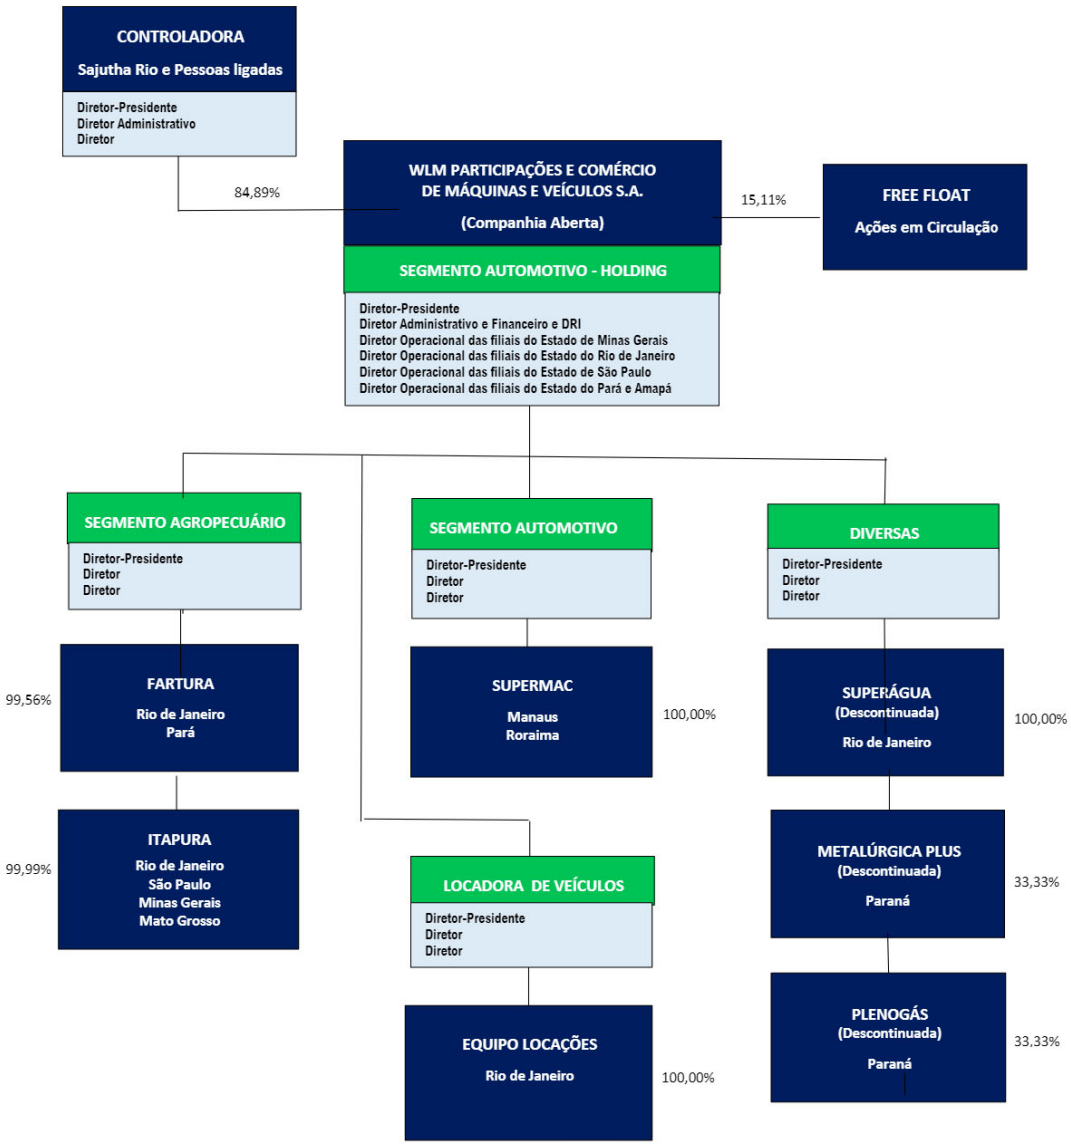 CONTROLADORA
Sajutha Rio e Pessoas ligadas
Diretor-Presidente
Diretor Administrativo
Diretor
84,89%
WLM PARTICIPAÇÕES E COMÉRCIO
DE MÁQUINAS E VEÍCULOS S.A.
(Companhia Aberta)
15,11%
FREE FLOAT
Ações em Circulação
SEGMENTO AUTOMOTIVO - HOLDING
Diretor-Presidente
Diretor Administrativo e Financeiro e DRI
Diretor Operacional das filiais do Estado de Minas Gerais
Diretor Operacional das filiais do Estado do Rio de Janeiro
Diretor Operacional das filiais do Estado de São Paulo
Diretor Operacional das filiais do Estado do Pará e Amapá
SEGMENTO AGROPECUÁRIO
Diretor-Presidente
Diretor
Diretor
FARTURA
Rio de Janeiro
Pará
99,56%
ITAPURA
Rio de Janeiro
São Paulo
Minas Gerais
Mato Grosso
99,99%
SEGMENTO AUTOMOTIVO
Diretor-Presidente
Diretor
Diretor
SUPERMAC
Manaus
Roraima
100,00%
LOCADORA DE VEÍCULOS
Diretor-Presidente
Diretor
Diretor
EQUIPO LOCAÇÕES
Rio de Janeiro
100,00%
DIVERSAS
Diretor-Presidente
Diretor
Diretor
SUPERÁGUA
(Descontinuada)
Rio de Janeiro
100,00%
METALÚRGICA PLUS
(Descontinuada)
Paraná
33,33%
PLENOGÁS
(Descontinuada)
Paraná
33,33%